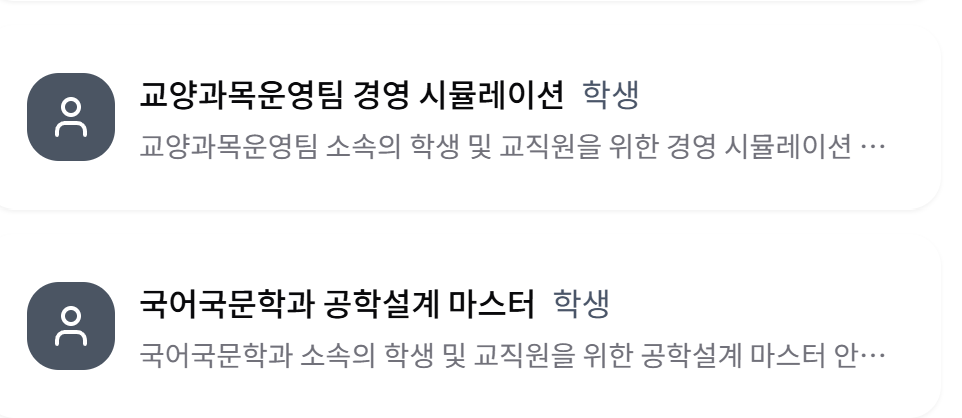 교양과목운영팀 경영 시뮬레이션 학생
교양과목운영팀 소속의 학생 및 교직원을 위한 경영 시뮬레이션 ···
국어국문학과 공학설계 마스터 학생
국어국문학과 소속의 학생 및 교직원을 위한 공학설계 마스터 안···